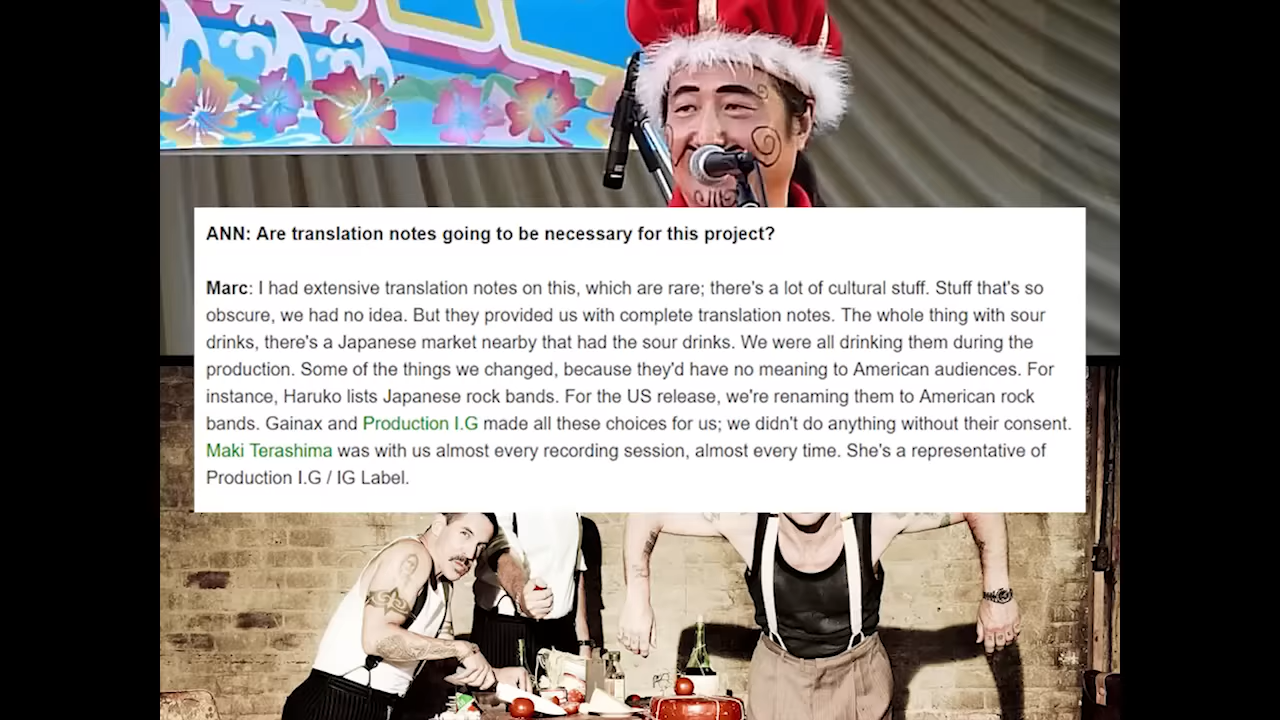 ANN: Are translation notes going to be necessary for this project?
Marc: I had extensive translation notes on this, which are rare; there's a lot of cultural stuff. Stuff that's so
obscure, we had no idea. But they provided us with complete translation notes. The whole thing with sour
drinks, there's a Japanese market nearby that had the sour drinks. We were all drinking them during the
production. Some of the things we changed, because they'd have no meaning to American audiences. For
instance, Haruko lists Japanese rock bands. For the US release, we're renaming them to American rock
bands. Gainax and Production I.G made all these choices for us; we didn't do anything without their consent.
Maki Terashima was with us almost every recording session, almost every time. She's a representative of
Production I.G / IG Label.